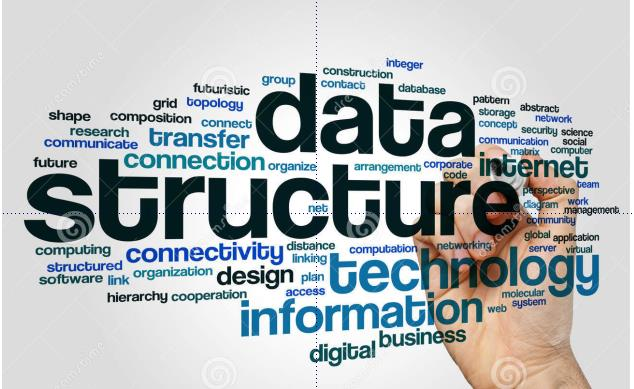 integer
construction
group contact database
futuristic
grid topology
pattern abstract
storage network
shape composition connect
data
concept security science
research transfer
communication social
communicate
matrix computer
connection organize arrangement corporate internet
future
code
team
structure
perspective
net
diagram work
management
community
computing connectivity distance computation networking
global application
server virtual
structured linking
organization design plan technology
software link
access
molecular
hierarchy cooperation
system
information web
business
digital